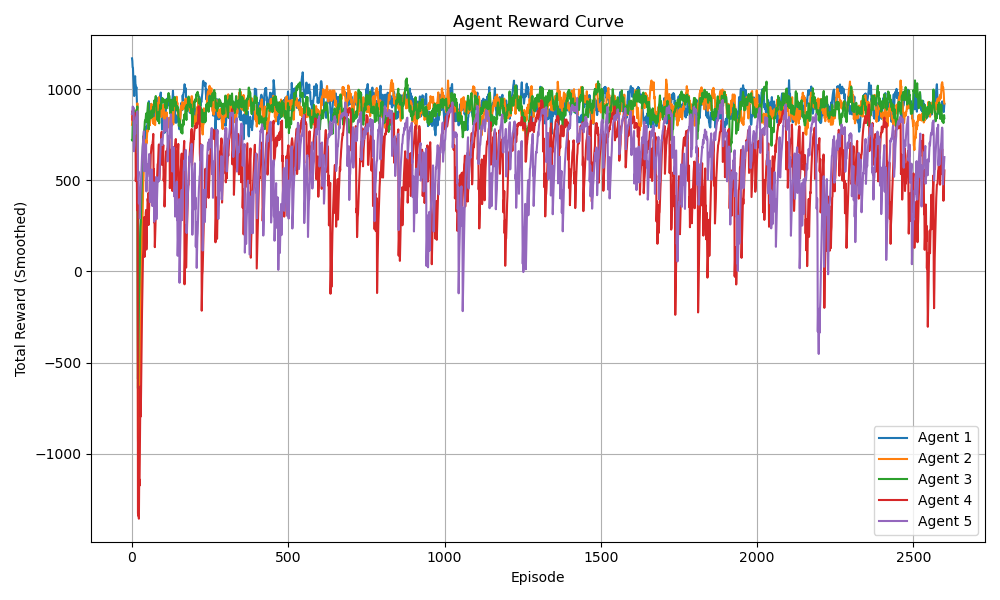 Agent Reward Curve
Total Reward (Smoothed)
1000
500
0
−500
−1000
Agent 1
Agent 2
Agent 3
Agent 4
Agent 5
0 500 1000 1500 2000 2500
Episode